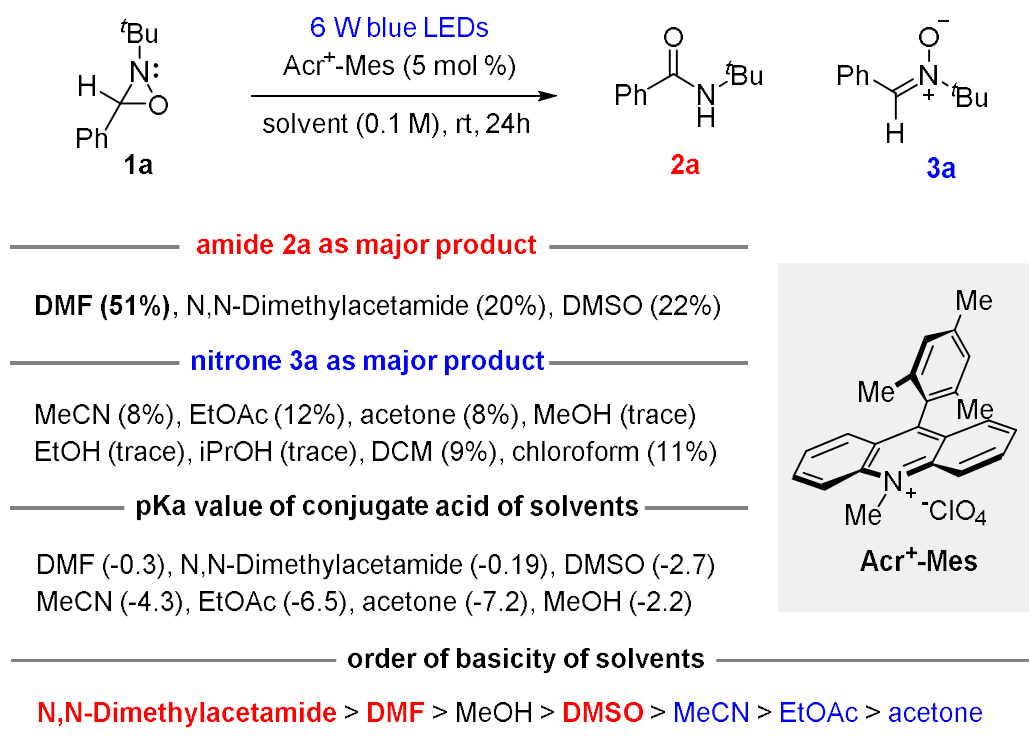 tBu
N:
H
O
Ph
1a
6 W blue LEDs
Acr+-Mes (5 mol %)
solvent (0.1 M), rt, 24h
O
Ph
N
H
tBu
2a
O−
Ph
N
+
tBu
H
3a
amide 2a as major product
DMF (51%), N,N-Dimethylacetamide (20%), DMSO (22%)
nitrone 3a as major product
MeCN (8%), EtOAc (12%), acetone (8%), MeOH (trace)
EtOH (trace), iPrOH (trace), DCM (9%), chloroform (11%)
pKa value of conjugate acid of solvents
DMF (-0.3), N,N-Dimethylacetamide (-0.19), DMSO (-2.7)
MeCN (-4.3), EtOAc (-6.5), acetone (-7.2), MeOH (-2.2)
order of basicity of solvents
N,N-Dimethylacetamide > DMF > MeOH > DMSO > MeCN > EtOAc > acetone
Me
Me
Me
N
+
Me
-ClO4
Acr+-Mes